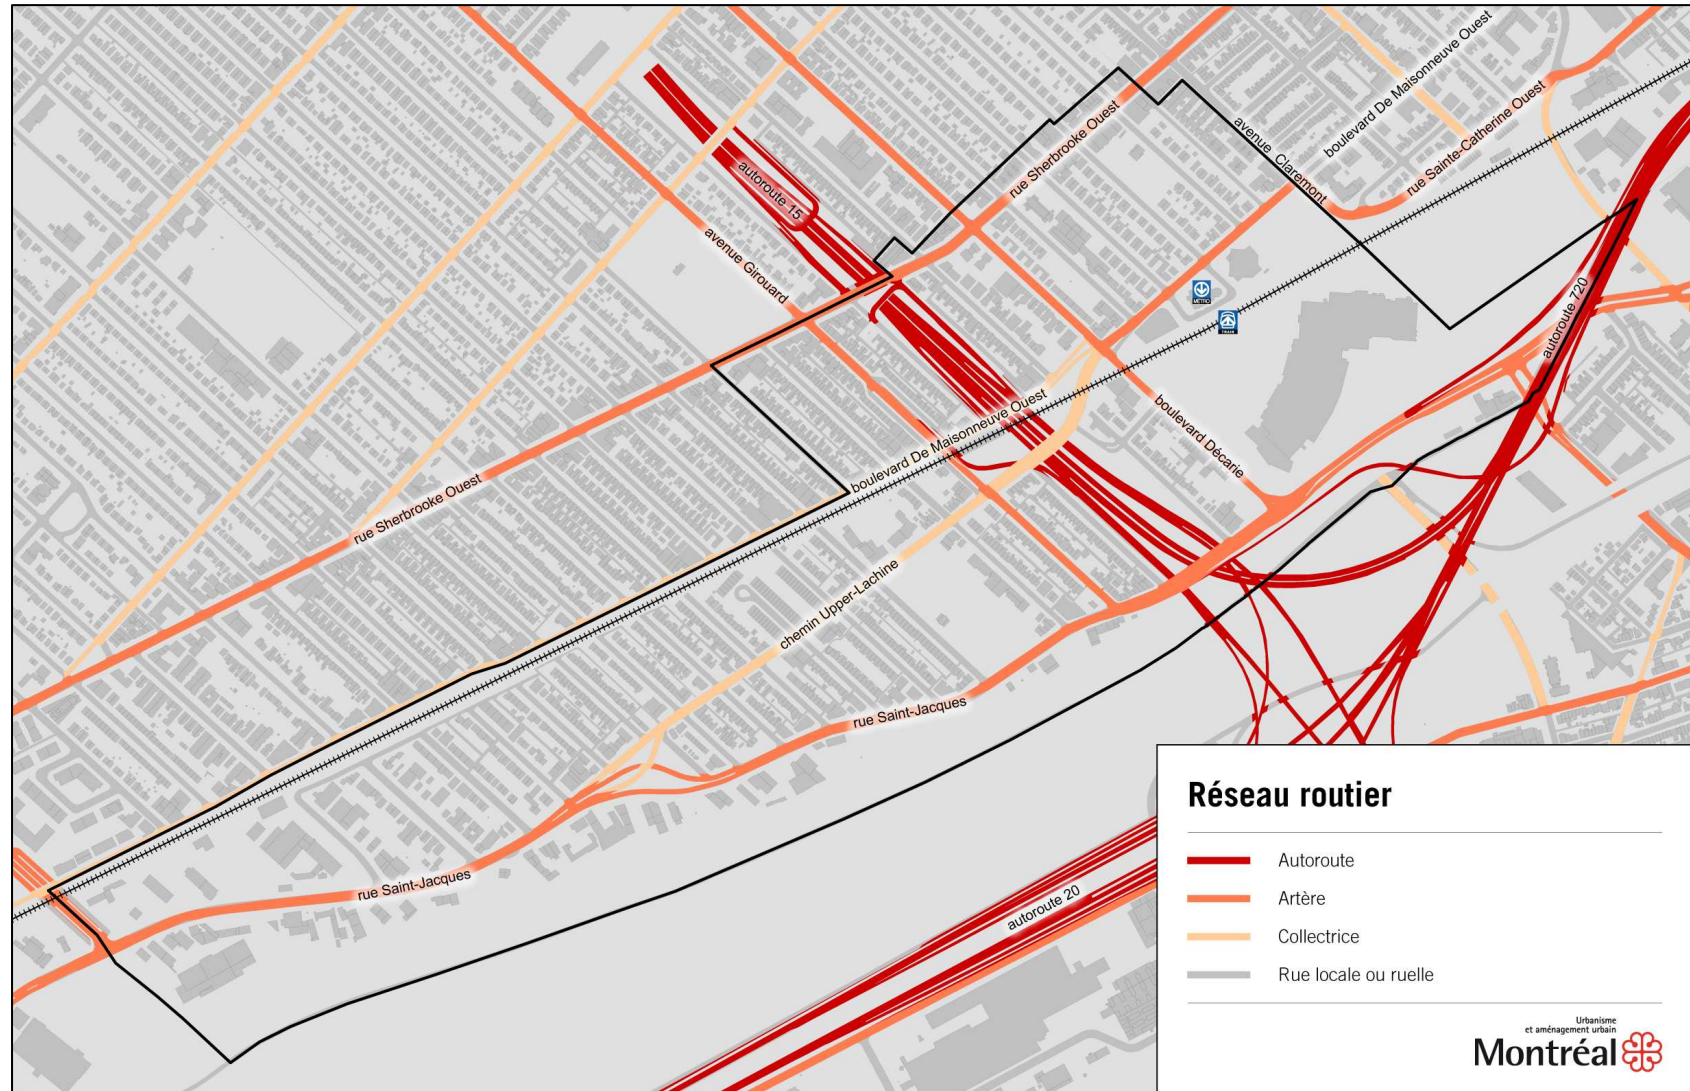 boulevard De Maisonneuve Ouest
rue Sainte-Catherine Ouest
avenue Claremont
rue Sherbrooke Ouest
autoroute 15
avenue Girouard
MÉTRO
TRAIN
autoroute 720
boulevard De Maisonneuve Ouest
boulevard Décarie
rue Sherbrooke Ouest
chemin Upper-Lachine
rue Saint-Jacques
rue Saint-Jacques
autoroute 20
Réseau routier
Autoroute
Artère
Collectrice
Rue locale ou ruelle
Urbanisme
et aménagement urbain
Montréal